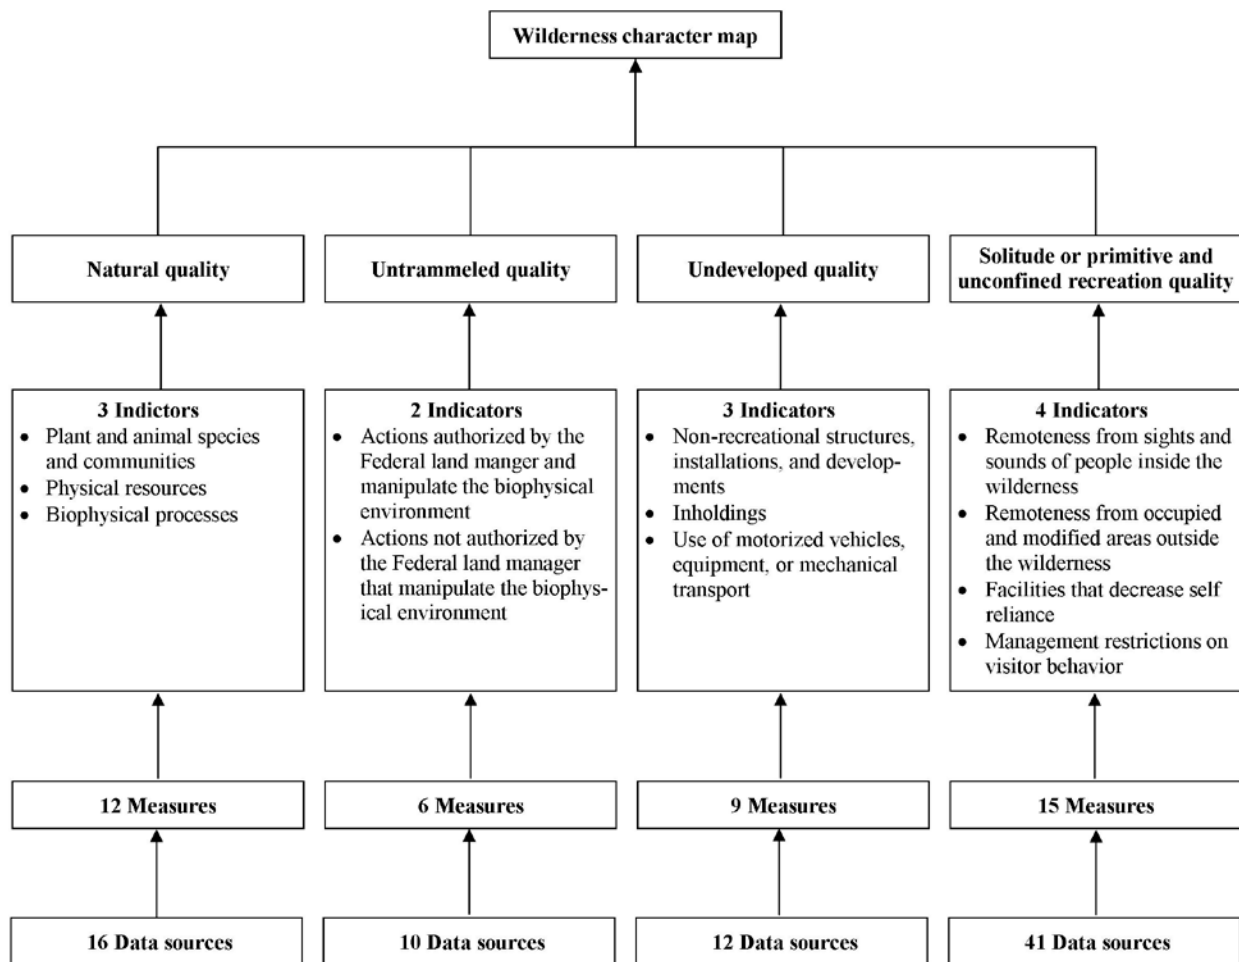 Wilderness character map
Natural quality
Untrammeled quality
Undeveloped quality
Solitude or primitive and
unconfined recreation quality
3 Indictors
• Plant and animal species
and communities
• Physical resources
• Biophysical processes
2 Indicators
• Actions authorized by the
Federal land manger and
manipulate the biophysical
environment
• Actions not authorized by
the Federal land manager
that manipulate the biophys-
ical environment
3 Indicators
• Non-recreational structures,
installations, and develop-
ments
• Inholdings
• Use of motorized vehicles,
equipment, or mechanical
transport
4 Indicators
• Remoteness from sights and
sounds of people inside the
wilderness
• Remoteness from occupied
and modified areas outside
the wilderness
• Facilities that decrease self
reliance
• Management restrictions on
visitor behavior
12 Measures
6 Measures
9 Measures
15 Measures
16 Data sources
10 Data sources
12 Data sources
41 Data sources